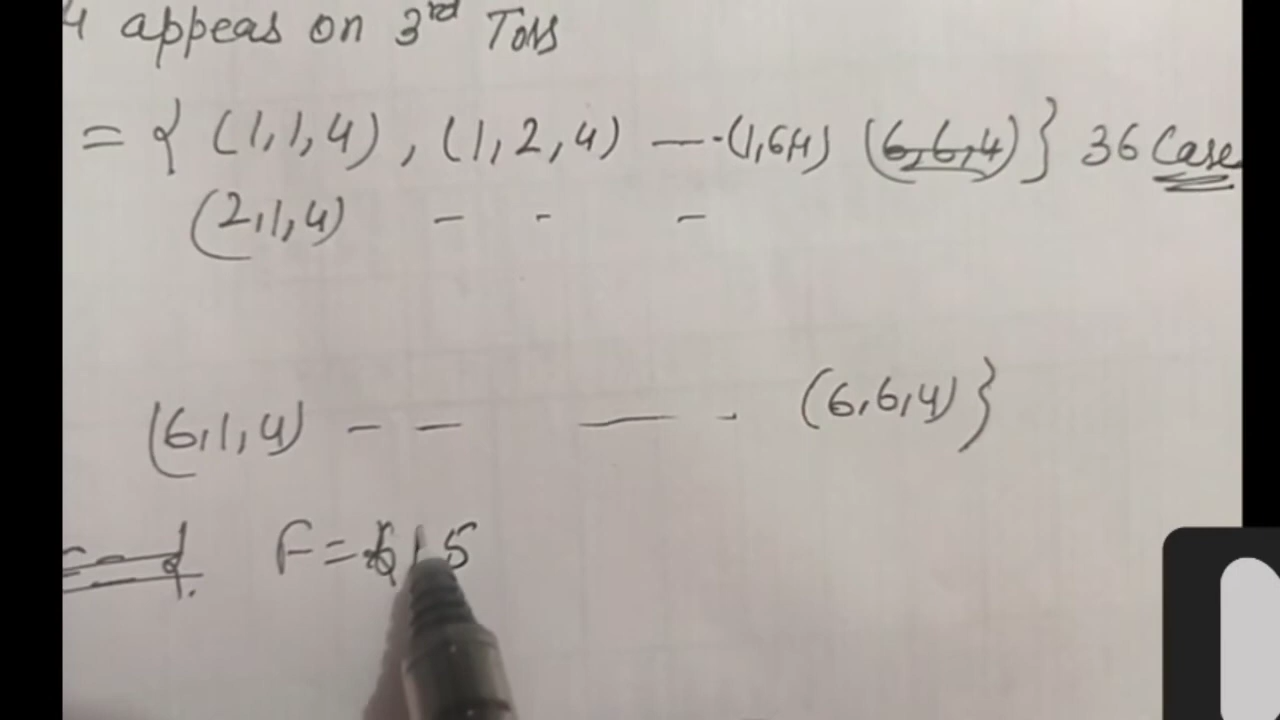 4 appeas on 3rd Toss
= { (1,1,4), (1,2,4) — - (1,6,4) (6,6,4) } 36 Case
(2,1,4) - - -
(6,1,4) - - — - (6,6,4) }
F = 6 1 5